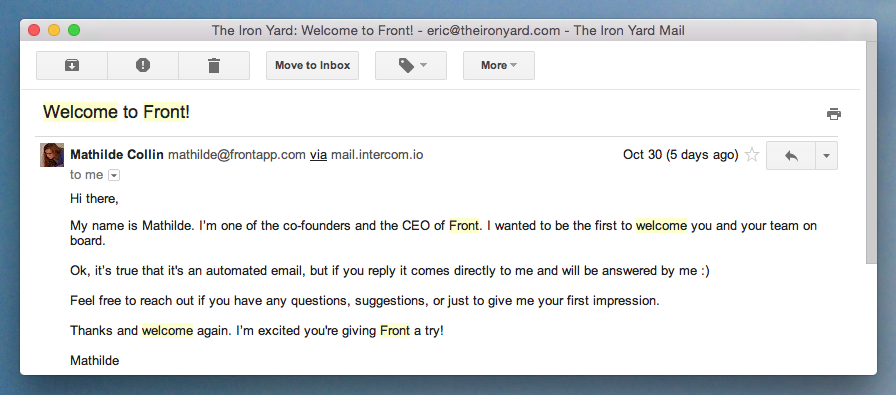 The Iron Yard: Welcome to Front! - eric@theironyard.com - The Iron Yard Mail
Move to Inbox
More
Welcome to Front!
Mathilde Collin mathilde@frontapp.com via mail.intercom.io
Oct 30 (5 days ago)
to me
Hi there,
My name is Mathilde. I'm one of the co-founders and the CEO of Front. I wanted to be the first to welcome you and your team on
board.
Ok, it's true that it's an automated email, but if you reply it comes directly to me and will be answered by me :)
Feel free to reach out if you have any questions, suggestions, or just to give me your first impression.
Thanks and welcome again. I'm excited you're giving Front a try!
Mathilde